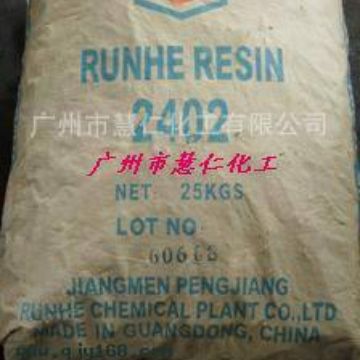 RUNHE RESIN
2402
广州市慧仁化工有限公司
广州市慧仁化工
NET: 25KGS
LOT NO
JIANGMEN PENGJIANG
RUNHE CHEMICAL PLANT CO.,LTD
MADE IN GUANGDONG, CHINA